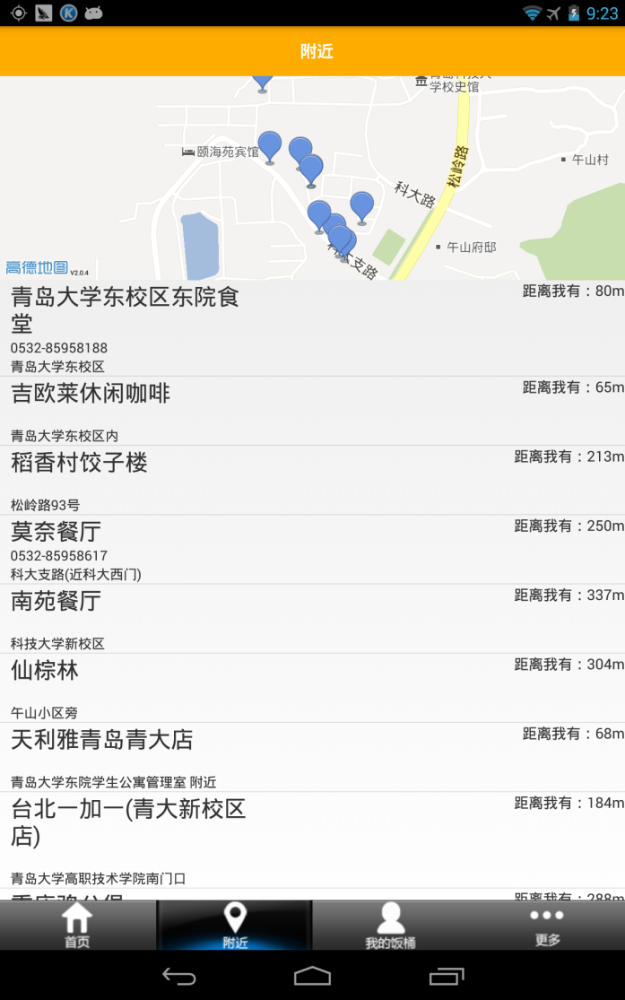 9:23
附近
学校史馆
颐海苑宾馆
午山村
松岭路
科大路
午山府邸
科大支路
高德地图 V2.0.4
青岛大学东校区东院食
堂
距离我有：80m
0532-85958188
青岛大学东校区
吉欧莱休闲咖啡
距离我有：65m
青岛大学东校区内
稻香村饺子楼
距离我有：213m
松岭路93号
莫奈餐厅
距离我有：250m
0532-85958617
科大支路(近科大西门)
南苑餐厅
距离我有：337m
科技大学新校区
仙棕林
距离我有：304m
午山小区旁
天利雅青岛青大店
距离我有：68m
青岛大学东院学生公寓管理室 附近
台北一加一(青大新校区
店)
距离我有：184m
青岛大学高职技术学院南门口
距离我有：288m
首页
附近
我的饭桶
更多